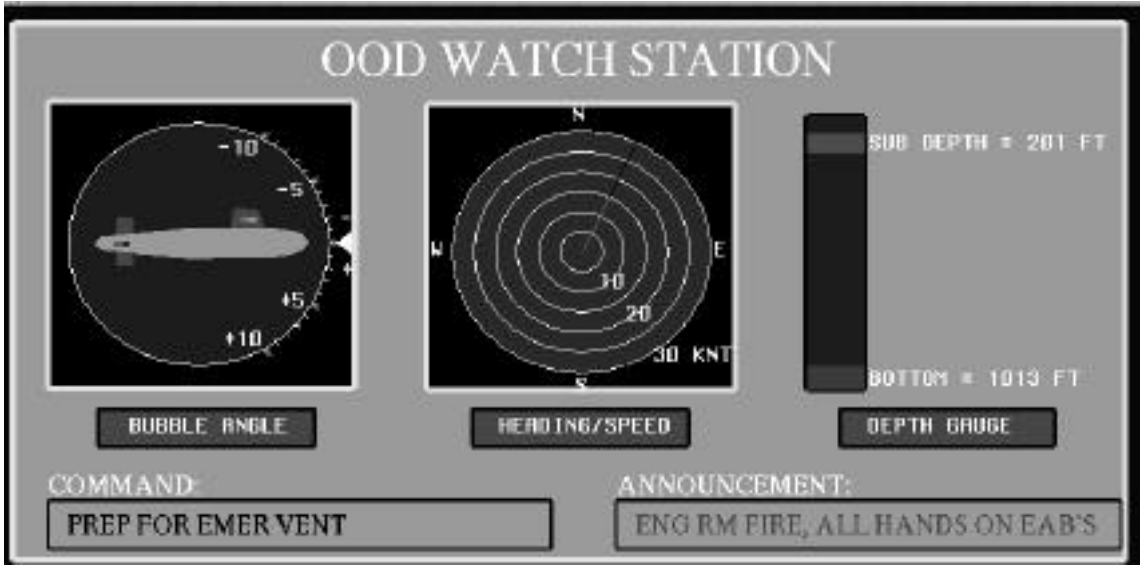 OOD WATCH STATION
-10
-5
+5
+10
N
W
E
S
10
20
30 KNT
SUB DEPTH = 201 FT
BOTTOM = 1013 FT
BUBBLE ANGLE
HEADING/SPEED
DEPTH GAUGE
COMMAND:
PREP FOR EMER VENT
ANNOUNCEMENT:
ENG RM FIRE, ALL HANDS ON EAB'S